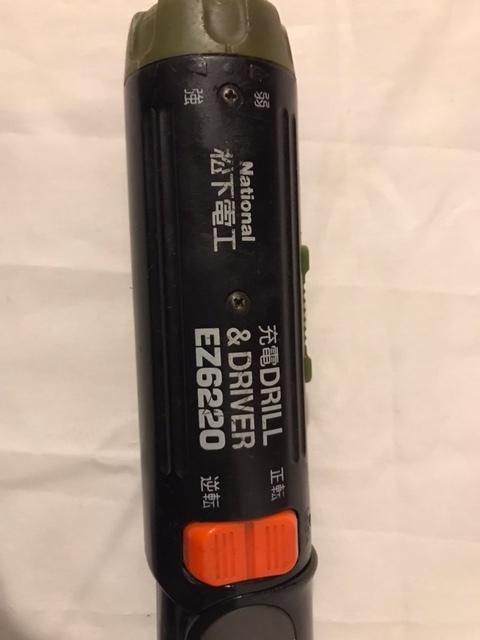 強
弱
National
松下電工
充電DRILL
& DRIVER
EZ6220
逆転
正転